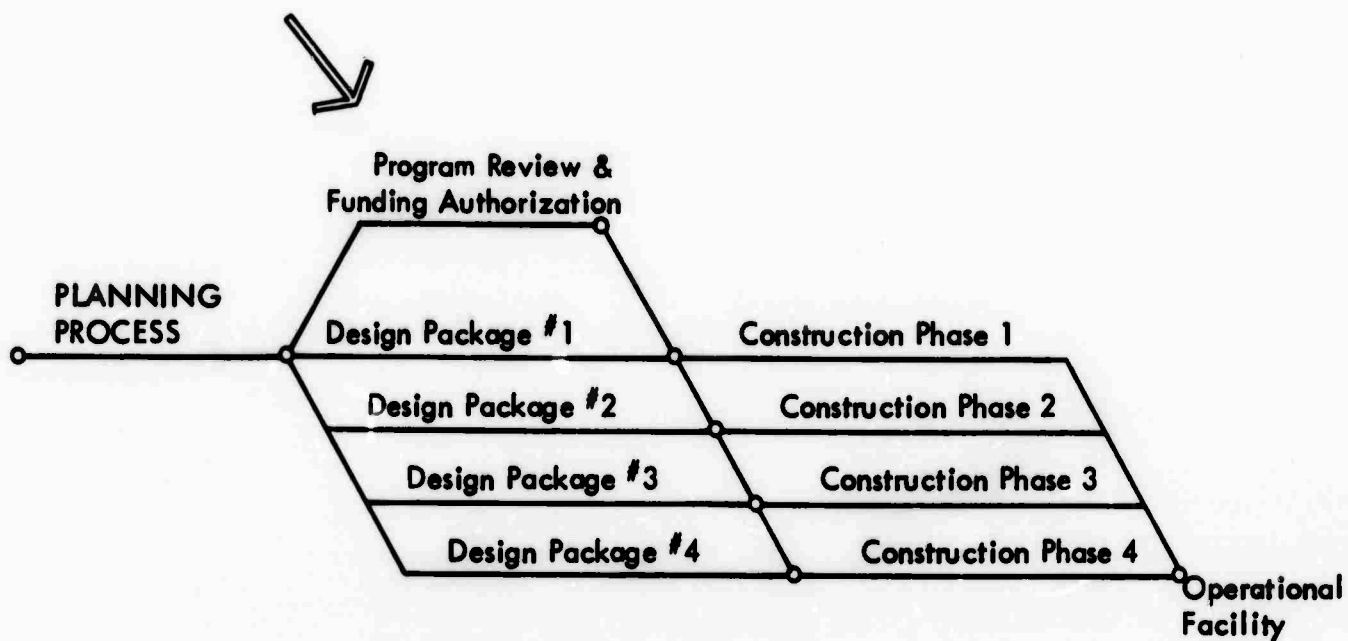 Program Review &
Funding Authorization
PLANNING
PROCESS
Design Package #1
Construction Phase 1
Design Package #2
Construction Phase 2
Design Package #3
Construction Phase 3
Design Package #4
Construction Phase 4
Operational
Facility